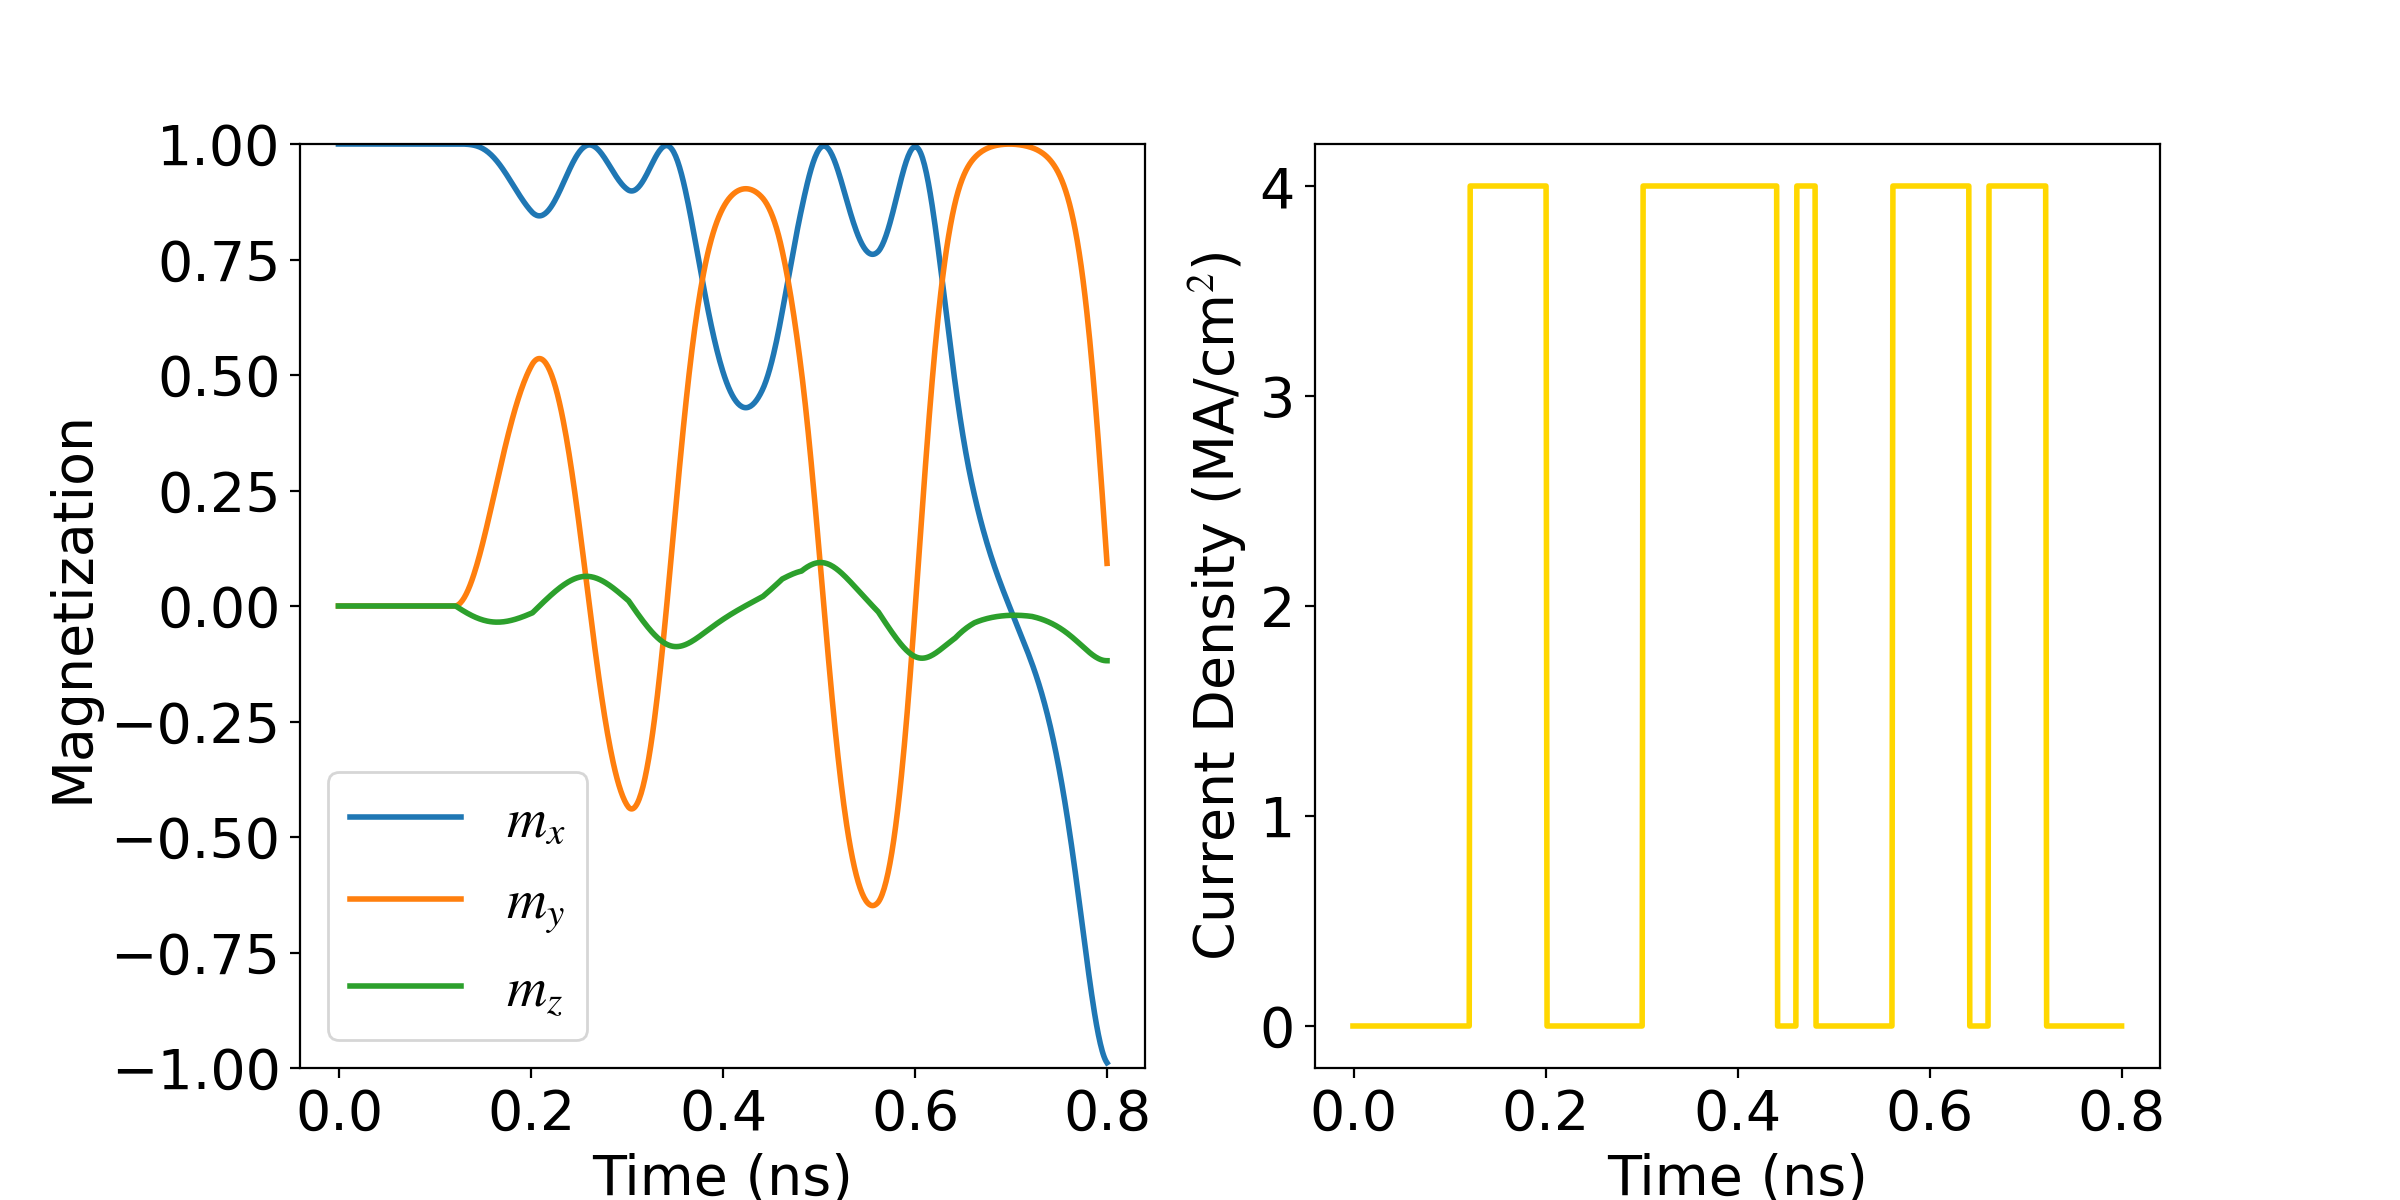 Magnetization
1.00
0.75
0.50
0.25
0.00
−0.25
−0.50
−0.75
−1.00
0.0 0.2 0.4 0.6 0.8
Time (ns)
m_x
m_y
m_z
Current Density (MA/cm²)
4
3
2
1
0
0.0 0.2 0.4 0.6 0.8
Time (ns)